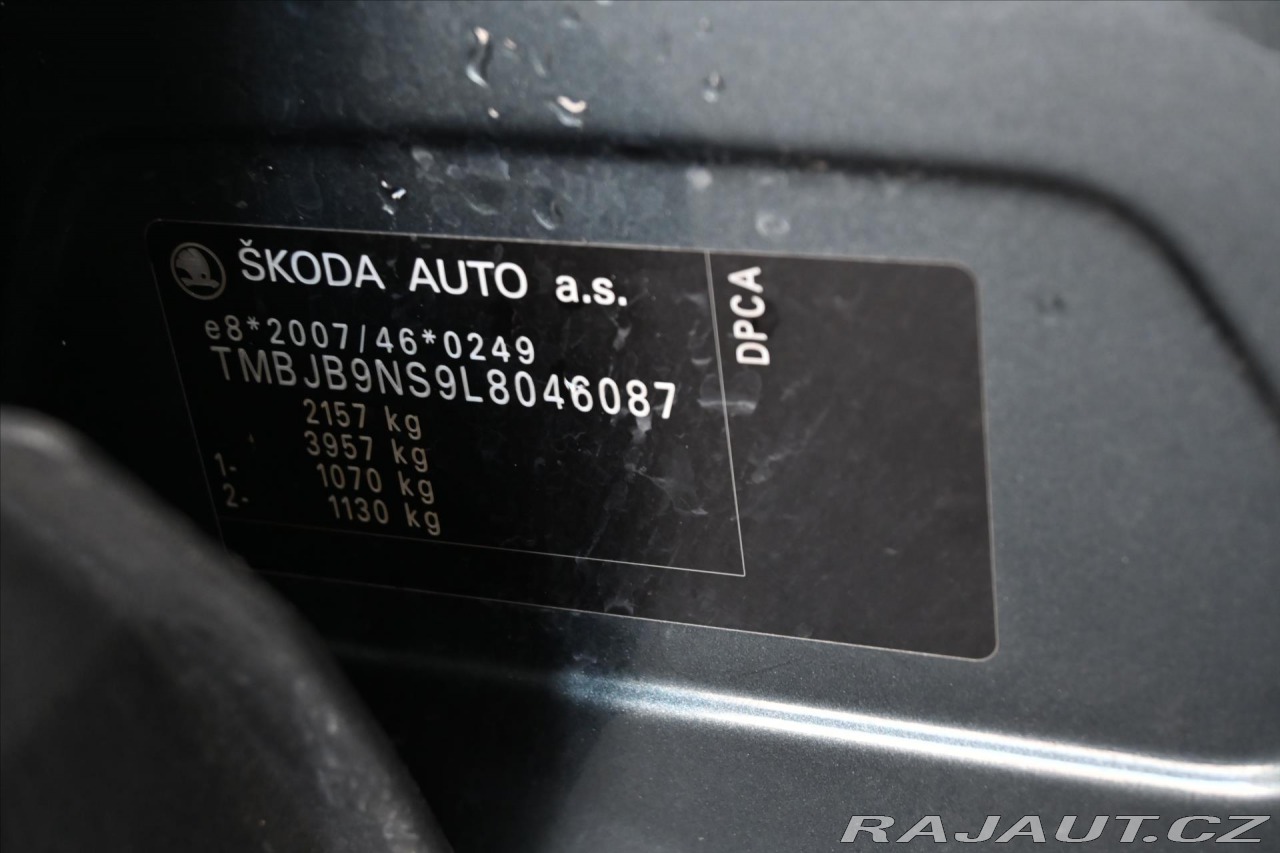 ŠKODA AUTO a.s.
e8*2007/46*0249
TMBJB9NS9L8046087
2157 kg
3957 kg
1- 1070 kg
2- 1130 kg
DPCA
RAJAUT.CZ